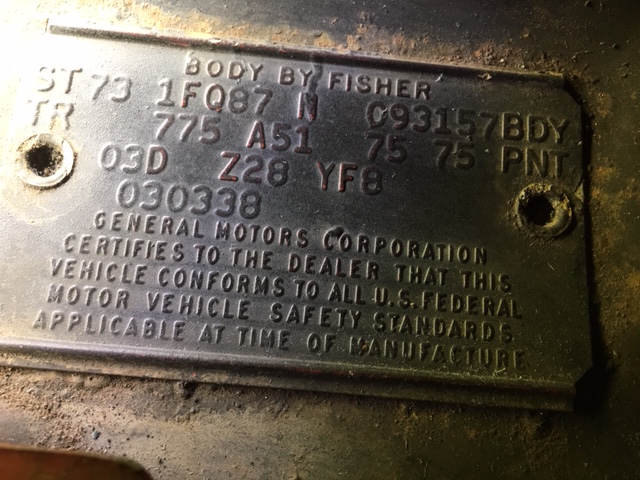 BODY BY FISHER
ST 73 1FQ87 N C93157 BDY
TR 775 A51 75 75 PNT
03D Z28 YF8
030338
GENERAL MOTORS CORPORATION
CERTIFIES TO THE DEALER THAT THIS
VEHICLE CONFORMS TO ALL U.S. FEDERAL
MOTOR VEHICLE SAFETY STANDARDS
APPLICABLE AT TIME OF MANUFACTURE